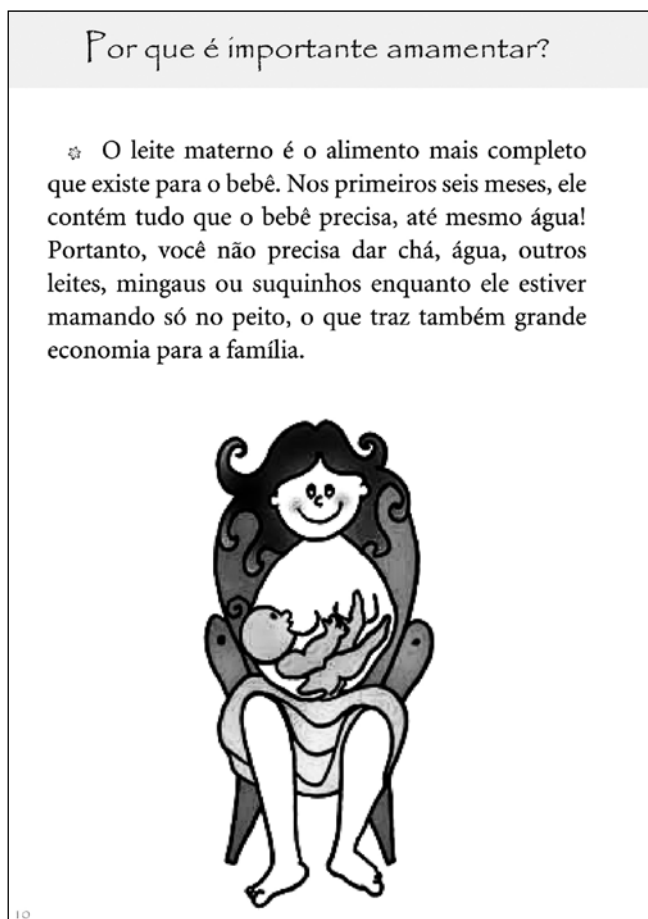 Por que é importante amamentar?
O leite materno é o alimento mais completo
que existe para o bebê. Nos primeiros seis meses, ele
contém tudo que o bebê precisa, até mesmo água!
Portanto, você não precisa dar chá, água, outros
leites, mingaus ou suquinhos enquanto ele estiver
mamando só no peito, o que traz também grande
economia para a família.
10